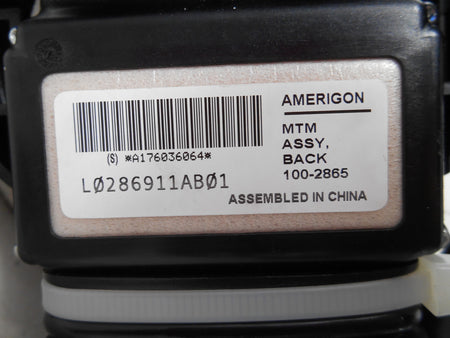 AMERIGON
(S) *A176036064*
MTM
ASSY,
BACK
100-2865
LØ286911ABØ1
ASSEMBLED IN CHINA